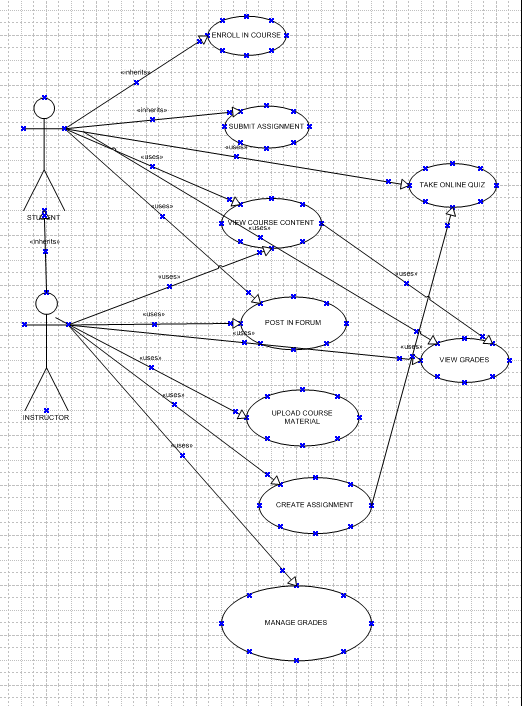 ENROLL IN COURSE
«inherits»
«inherits»
SUBMIT ASSIGNMENT
«uses»
«uses»
TAKE ONLINE QUIZ
«uses»
STUDENT
VIEW COURSE CONTENT
«uses»
«inherits»
«uses»
«uses»
«uses»
POST IN FORUM
«uses»
«uses»
«uses»
VIEW GRADES
«uses»
INSTRUCTOR
UPLOAD COURSE
MATERIAL
«uses»
CREATE ASSIGNMENT
MANAGE GRADES